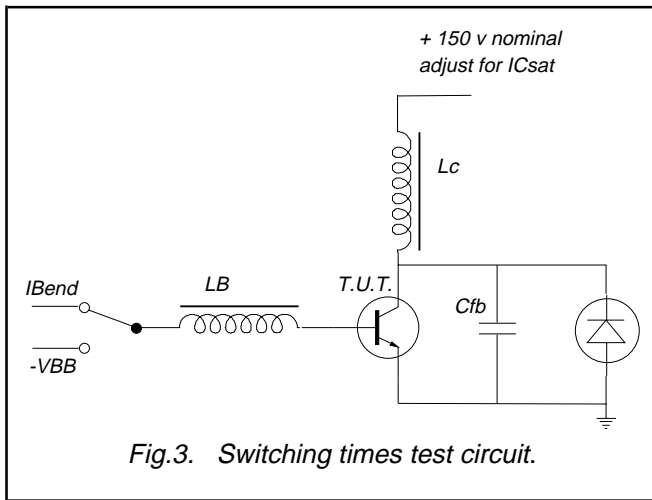 + 150 v nominal
adjust for ICsat
Lc
IBend
LB
T.U.T.
Cfb
-VBB
Fig.3. Switching times test circuit.